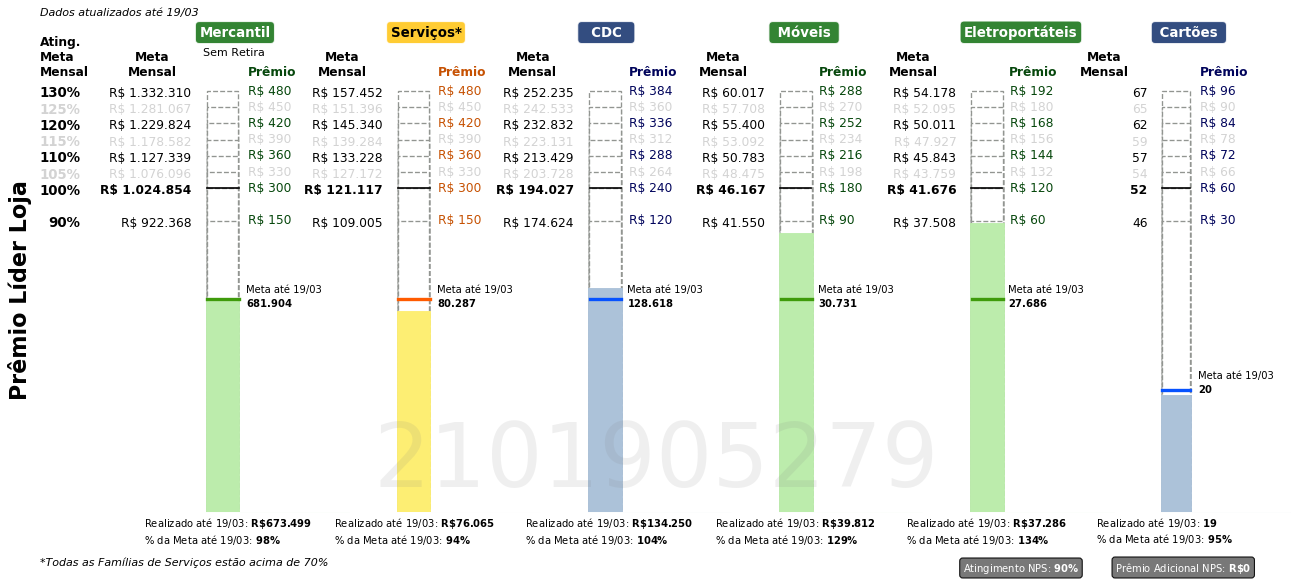 Dados atualizados até 19/03
Mercantil Serviços* CDC Móveis Eletroportáteis Cartões
Sem Retira
Ating. Meta Mensal
Meta Mensal Prêmio Meta Mensal Prêmio Meta Mensal Prêmio Meta Mensal Prêmio Meta Mensal Prêmio Meta Mensal Prêmio
130% R$ 1.332.310 R$ 480 R$ 157.452 R$ 480 R$ 252.235 R$ 384 R$ 60.017 R$ 288 R$ 54.178 R$ 192 67 R$ 96
125% R$ 1.281.067 R$ 450 R$ 151.396 R$ 450 R$ 242.533 R$ 360 R$ 57.708 R$ 270 R$ 52.095 R$ 180 65 R$ 90
120% R$ 1.229.824 R$ 420 R$ 145.340 R$ 420 R$ 232.832 R$ 336 R$ 55.400 R$ 252 R$ 50.011 R$ 168 62 R$ 84
115% R$ 1.178.582 R$ 390 R$ 139.284 R$ 390 R$ 223.131 R$ 312 R$ 53.092 R$ 234 R$ 47.927 R$ 156 59 R$ 78
110% R$ 1.127.339 R$ 360 R$ 133.228 R$ 360 R$ 213.429 R$ 288 R$ 50.783 R$ 216 R$ 45.843 R$ 144 57 R$ 72
105% R$ 1.076.096 R$ 330 R$ 127.172 R$ 330 R$ 203.728 R$ 264 R$ 48.475 R$ 198 R$ 43.759 R$ 132 54 R$ 66
100% R$ 1.024.854 R$ 300 R$ 121.117 R$ 300 R$ 194.027 R$ 240 R$ 46.167 R$ 180 R$ 41.676 R$ 120 52 R$ 60
90% R$ 922.368 R$ 150 R$ 109.005 R$ 150 R$ 174.624 R$ 120 R$ 41.550 R$ 90 R$ 37.508 R$ 60 46 R$ 30
Prêmio Líder Loja
Meta até 19/03 Meta até 19/03 Meta até 19/03 Meta até 19/03 Meta até 19/03
681.904 80.287 128.618 30.731 27.686
Meta até 19/03
20
2101905279
Realizado até 19/03: R$673.499 Realizado até 19/03: R$76.065 Realizado até 19/03: R$134.250 Realizado até 19/03: R$39.812 Realizado até 19/03: R$37.286 Realizado até 19/03: 19
% da Meta até 19/03: 98% % da Meta até 19/03: 94% % da Meta até 19/03: 104% % da Meta até 19/03: 129% % da Meta até 19/03: 134% % da Meta até 19/03: 95%
*Todas as Famílias de Serviços estão acima de 70%
Atingimento NPS: 90% Prêmio Adicional NPS: R$0